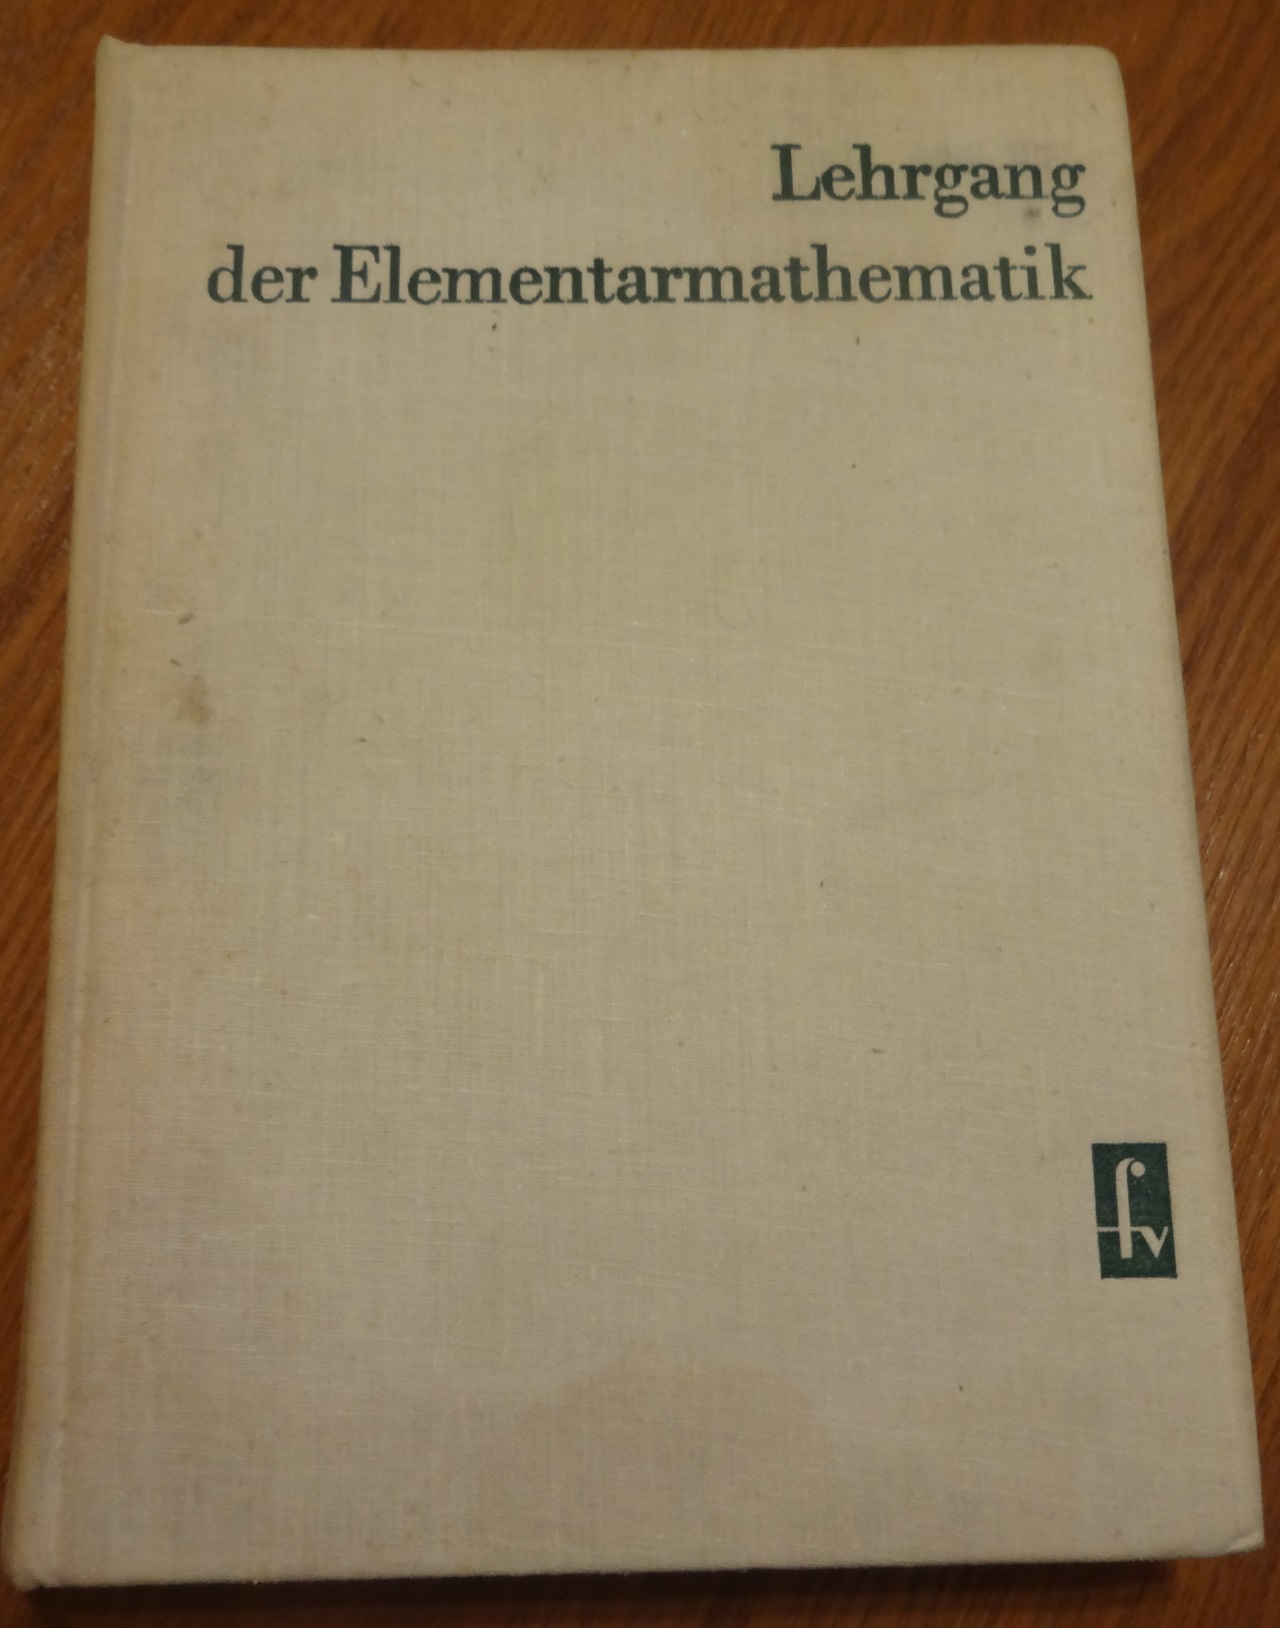 Lehrgang
der Elementarmathematik
fv